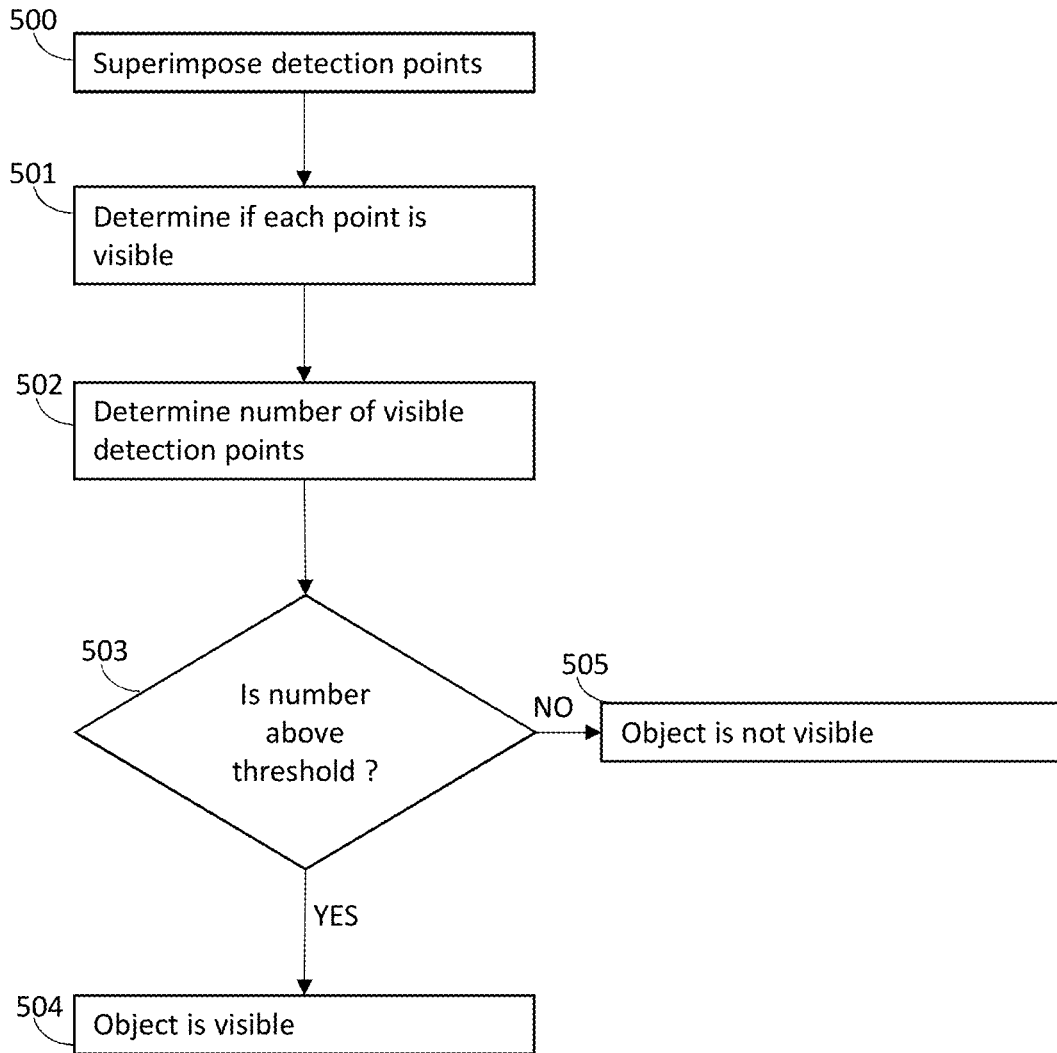 500
Superimpose detection points
501
Determine if each point is
visible
502
Determine number of visible
detection points
503
Is number
above
threshold ?
NO
505
Object is not visible
YES
504
Object is visible